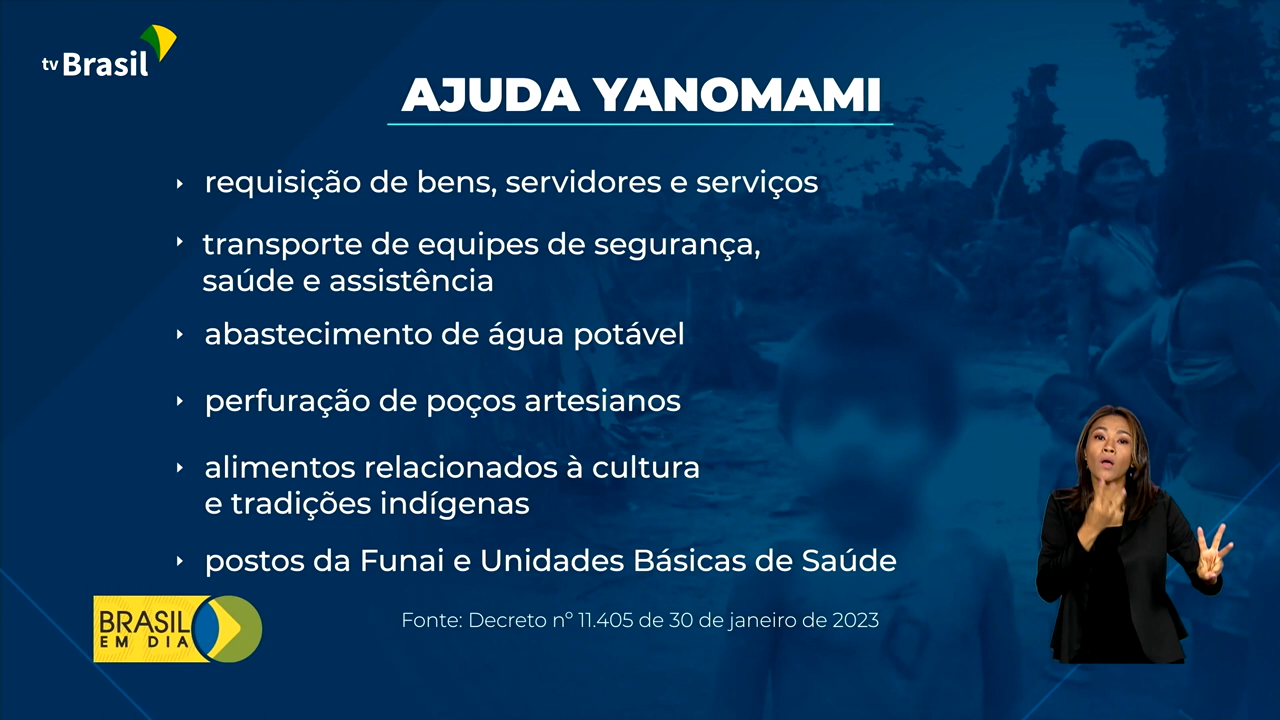 tv Brasil
AJUDA YANOMAMI
requisição de bens, servidores e serviços
transporte de equipes de segurança,
saúde e assistência
abastecimento de água potável
perfuração de poços artesianos
alimentos relacionados à cultura
e tradições indígenas
postos da Funai e Unidades Básicas de Saúde
Fonte: Decreto nº 11.405 de 30 de janeiro de 2023
BRASIL
EM DIA